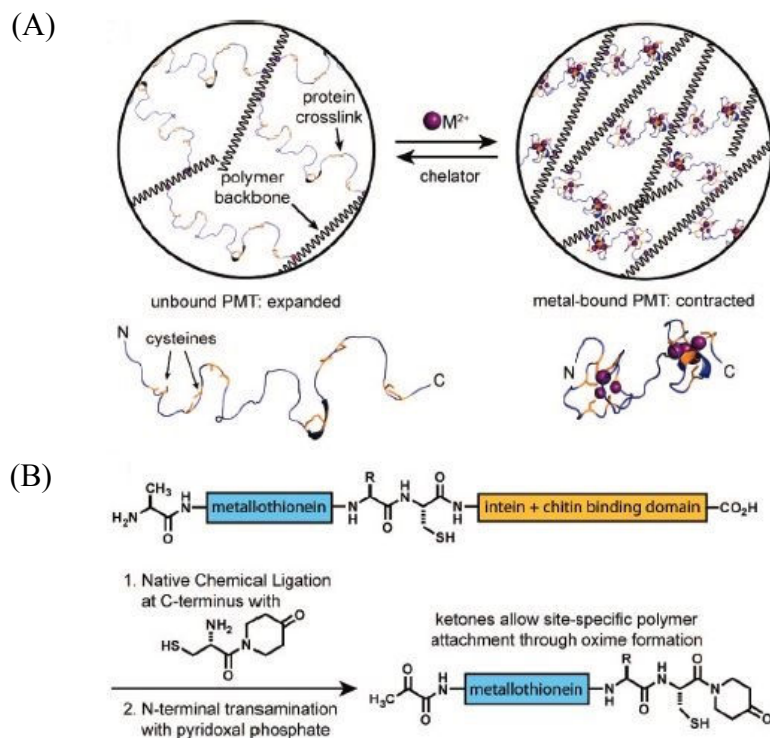 (A)
protein
crosslink
polymer
backbone
M2+
chelator
unbound PMT: expanded
metal-bound PMT: contracted
N
cysteines
C
N
C
(B)
CH3
H2N
O
H
N
metallothionein
N
H
R
O
H
N
O
SH
N
H
intein + chitin binding domain
CO2H
1. Native Chemical Ligation
at C-terminus with
O
NH2
HS
N
O
2. N-terminal transamination
with pyridoxal phosphate
ketones allow site-specific polymer
attachment through oxime formation
O
H3C
O
H
N
metallothionein
N
H
R
O
H
N
O
N
SH
O